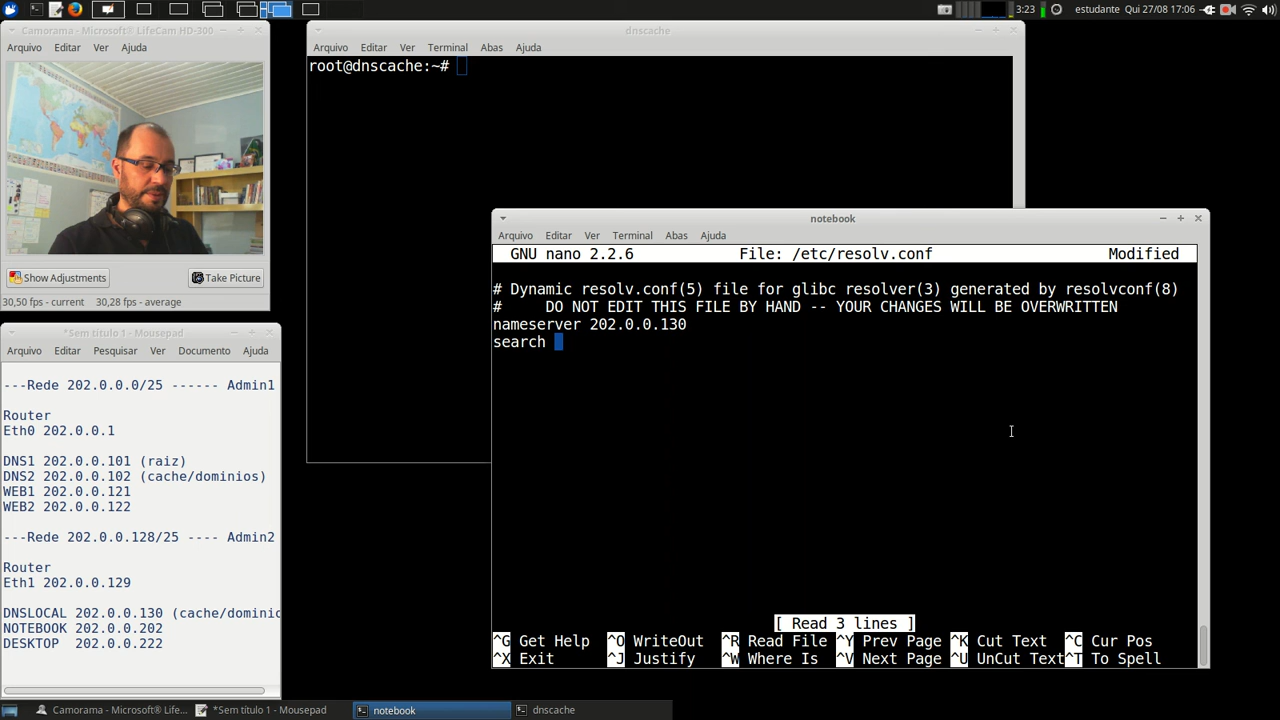 3:23
estudante Qui 27/08 17:06
Camorama - Microsoft® LifeCam HD-300
Arquivo Editar Ver Ajuda
Show Adjustments
Take Picture
30,50 fps - current 30,28 fps - average
*Sem título 1 - Mousepad
Arquivo Editar Pesquisar Ver Documento Ajuda
---Rede 202.0.0.0/25 ------ Admin1
Router
Eth0 202.0.0.1
DNS1 202.0.0.101 (raiz)
DNS2 202.0.0.102 (cache/dominios)
WEB1 202.0.0.121
WEB2 202.0.0.122
---Rede 202.0.0.128/25 ---- Admin2
Router
Eth1 202.0.0.129
DNSLOCAL 202.0.0.130 (cache/dominic
NOTEBOOK 202.0.0.202
DESKTOP 202.0.0.222
dnscache
Arquivo Editar Ver Terminal Abas Ajuda
root@dnscache:~#
notebook
Arquivo Editar Ver Terminal Abas Ajuda
GNU nano 2.2.6 File: /etc/resolv.conf Modified
# Dynamic resolv.conf(5) file for glibc resolver(3) generated by resolvconf(8)
# DO NOT EDIT THIS FILE BY HAND -- YOUR CHANGES WILL BE OVERWRITTEN
nameserver 202.0.0.130
search
[ Read 3 lines ]
^G Get Help ^O WriteOut ^R Read File ^Y Prev Page ^K Cut Text ^C Cur Pos
^X Exit ^J Justify ^W Where Is ^V Next Page ^U UnCut Text ^T To Spell
Camorama - Microsoft® Life...
*Sem título 1 - Mousepad
notebook
dnscache